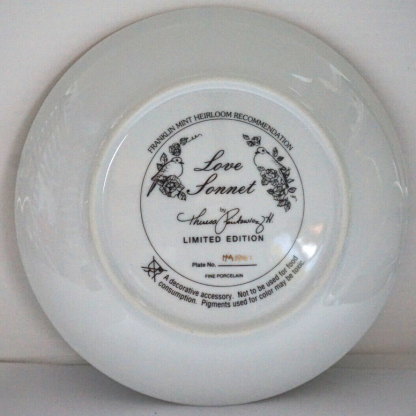 FRANKLIN MINT HEIRLOOM RECOMMENDATION
Love
Sonnet
by
LIMITED EDITION
Plate No.
FINE PORCELAIN
A decorative accessory. Not to be used for food
consumption. Pigments used for color may be toxic.